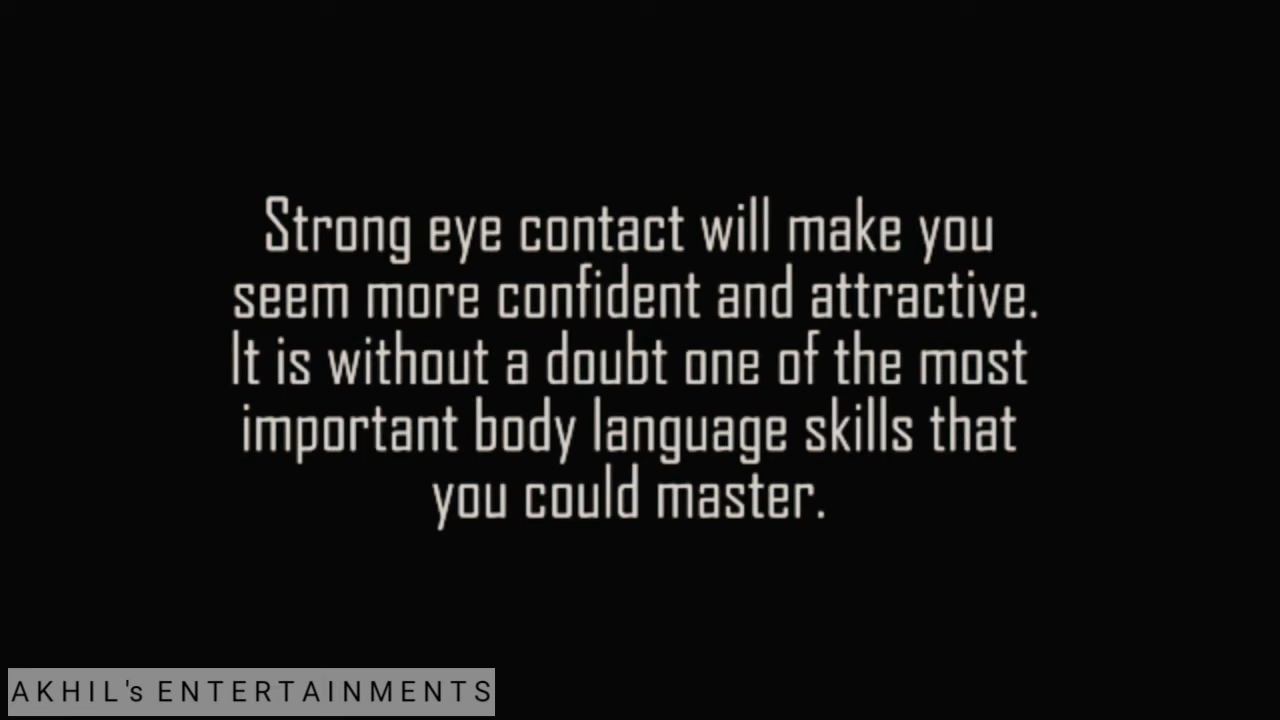 Strong eye contact will make you
seem more confident and attractive.
It is without a doubt one of the most
important body language skills that
you could master.
AKHIL's ENTERTAINMENTS